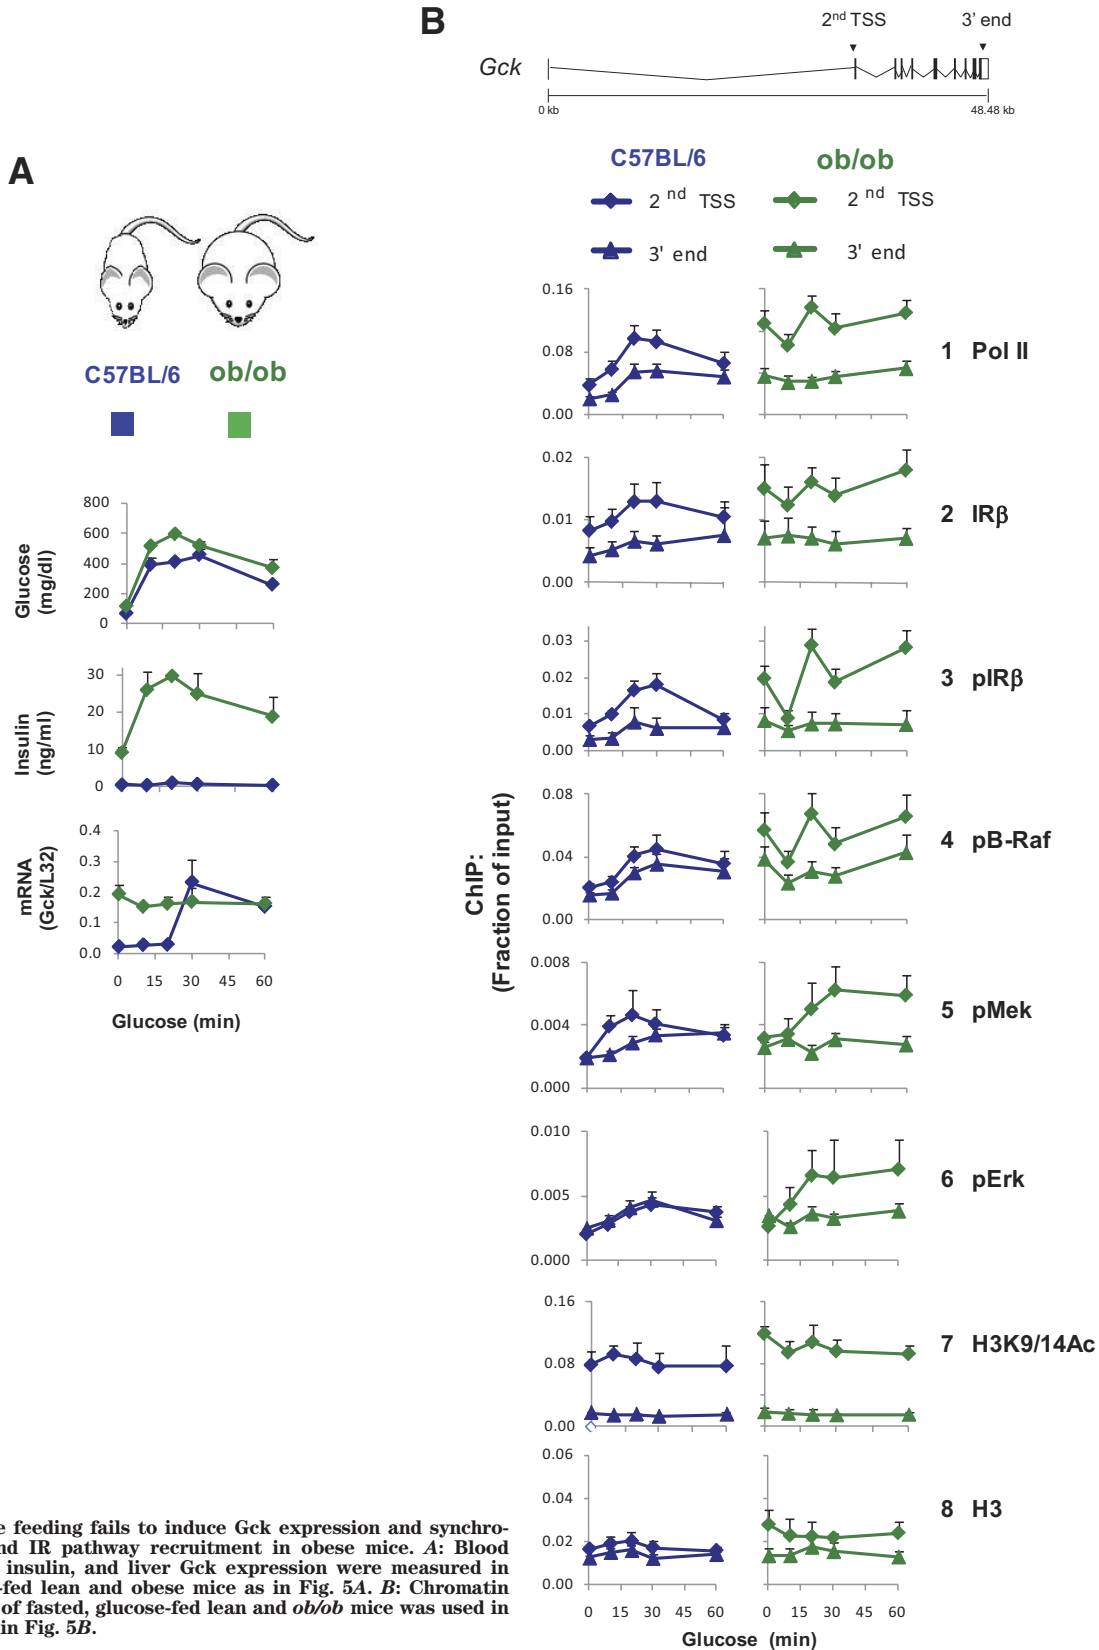 B
2nd TSS
3' end
Gck
0 kb
48.48 kb
A
C57BL/6
ob/ob
2 nd TSS
2 nd TSS
3' end
3' end
C57BL/6
ob/ob
0.16
0.08
0.00
1 Pol II
0.02
0.01
0.00
2 IRβ
0.03
0.02
0.01
0.00
3 pIRβ
0.08
0.04
0.00
4 pB-Raf
0.008
0.004
0.000
5 pMek
0.010
0.005
0.000
6 pErk
0.16
0.08
0.00
7 H3K9/14Ac
0.06
0.04
0.02
0.00
8 H3
0 15 30 45 60
0 15 30 45 60
Glucose (min)
ChIP:
(Fraction of input)
800
600
400
200
0
Glucose
(mg/dl)
30
20
10
0
Insulin
(ng/ml)
0.4
0.3
0.2
0.1
0.0
mRNA
(Gck/L32)
0 15 30 45 60
Glucose (min)
e feeding fails to induce Gck expression and synchro-
nd IR pathway recruitment in obese mice. A: Blood
insulin, and liver Gck expression were measured in
-fed lean and obese mice as in Fig. 5A. B: Chromatin
of fasted, glucose-fed lean and ob/ob mice was used in
in Fig. 5B.